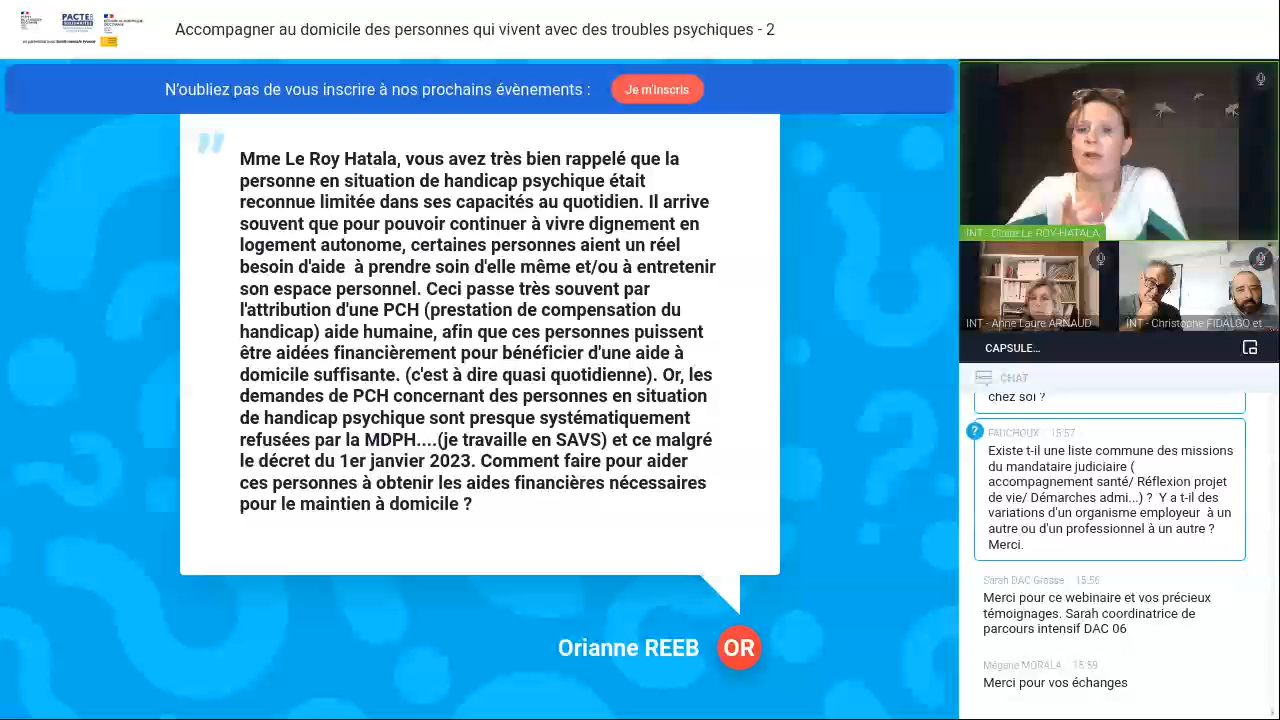 PACTE
SOLIDARITÉS
Accompagner au domicile des personnes qui vivent avec des troubles psychiques - 2
N'oubliez pas de vous inscrire à nos prochains évènements :
Je m'inscris
Mme Le Roy Hatala, vous avez très bien rappelé que la
personne en situation de handicap psychique était
reconnue limitée dans ses capacités au quotidien. Il arrive
souvent que pour pouvoir continuer à vivre dignement en
logement autonome, certaines personnes aient un réel
besoin d'aide  à prendre soin d'elle même et/ou à entretenir
son espace personnel. Ceci passe très souvent par
l'attribution d'une PCH (prestation de compensation du
handicap) aide humaine, afin que ces personnes puissent
être aidées financièrement pour bénéficier d'une aide à
domicile suffisante. (c'est à dire quasi quotidienne). Or, les
demandes de PCH concernant des personnes en situation
de handicap psychique sont presque systématiquement
refusées par la MDPH....(je travaille en SAVS) et ce malgré
le décret du 1er janvier 2023. Comment faire pour aider
ces personnes à obtenir les aides financières nécessaires
pour le maintien à domicile ?
Orianne REEB
OR
INT - Claire Le ROY-HATALA
INT - Anne Laure ARNAUD
INT - Christophe FIDALGO et ...
CAPSULE...
CHAT
chez soi ?
?
FAUCHOUX 15:57
Existe t-il une liste commune des missions
du mandataire judiciaire (
accompagnement santé/ Réflexion projet
de vie/ Démarches admi...) ?  Y a t-il des
variations d'un organisme employeur  à un
autre ou d'un professionnel à un autre ?
Merci.
Sarah DAC Grasse 15:56
Merci pour ce webinaire et vos précieux
témoignages. Sarah coordinatrice de
parcours intensif DAC 06
Mégane MORALA 15:59
Merci pour vos échanges